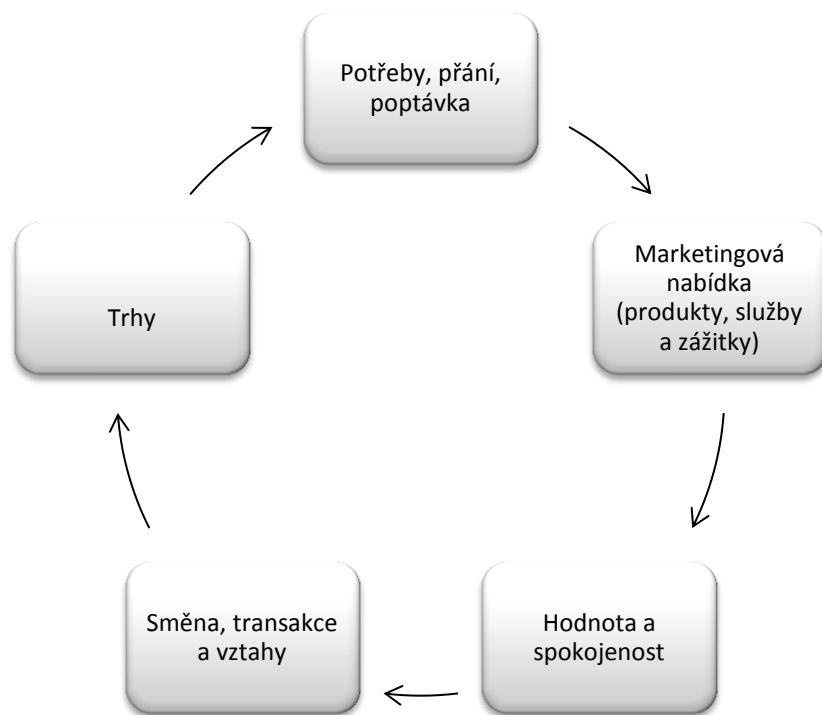 Potřeby, přání,
poptávka
Marketingová
nabídka
(produkty, služby
a zážitky)
Hodnota a
spokojenost
Směna, transakce
a vztahy
Trhy